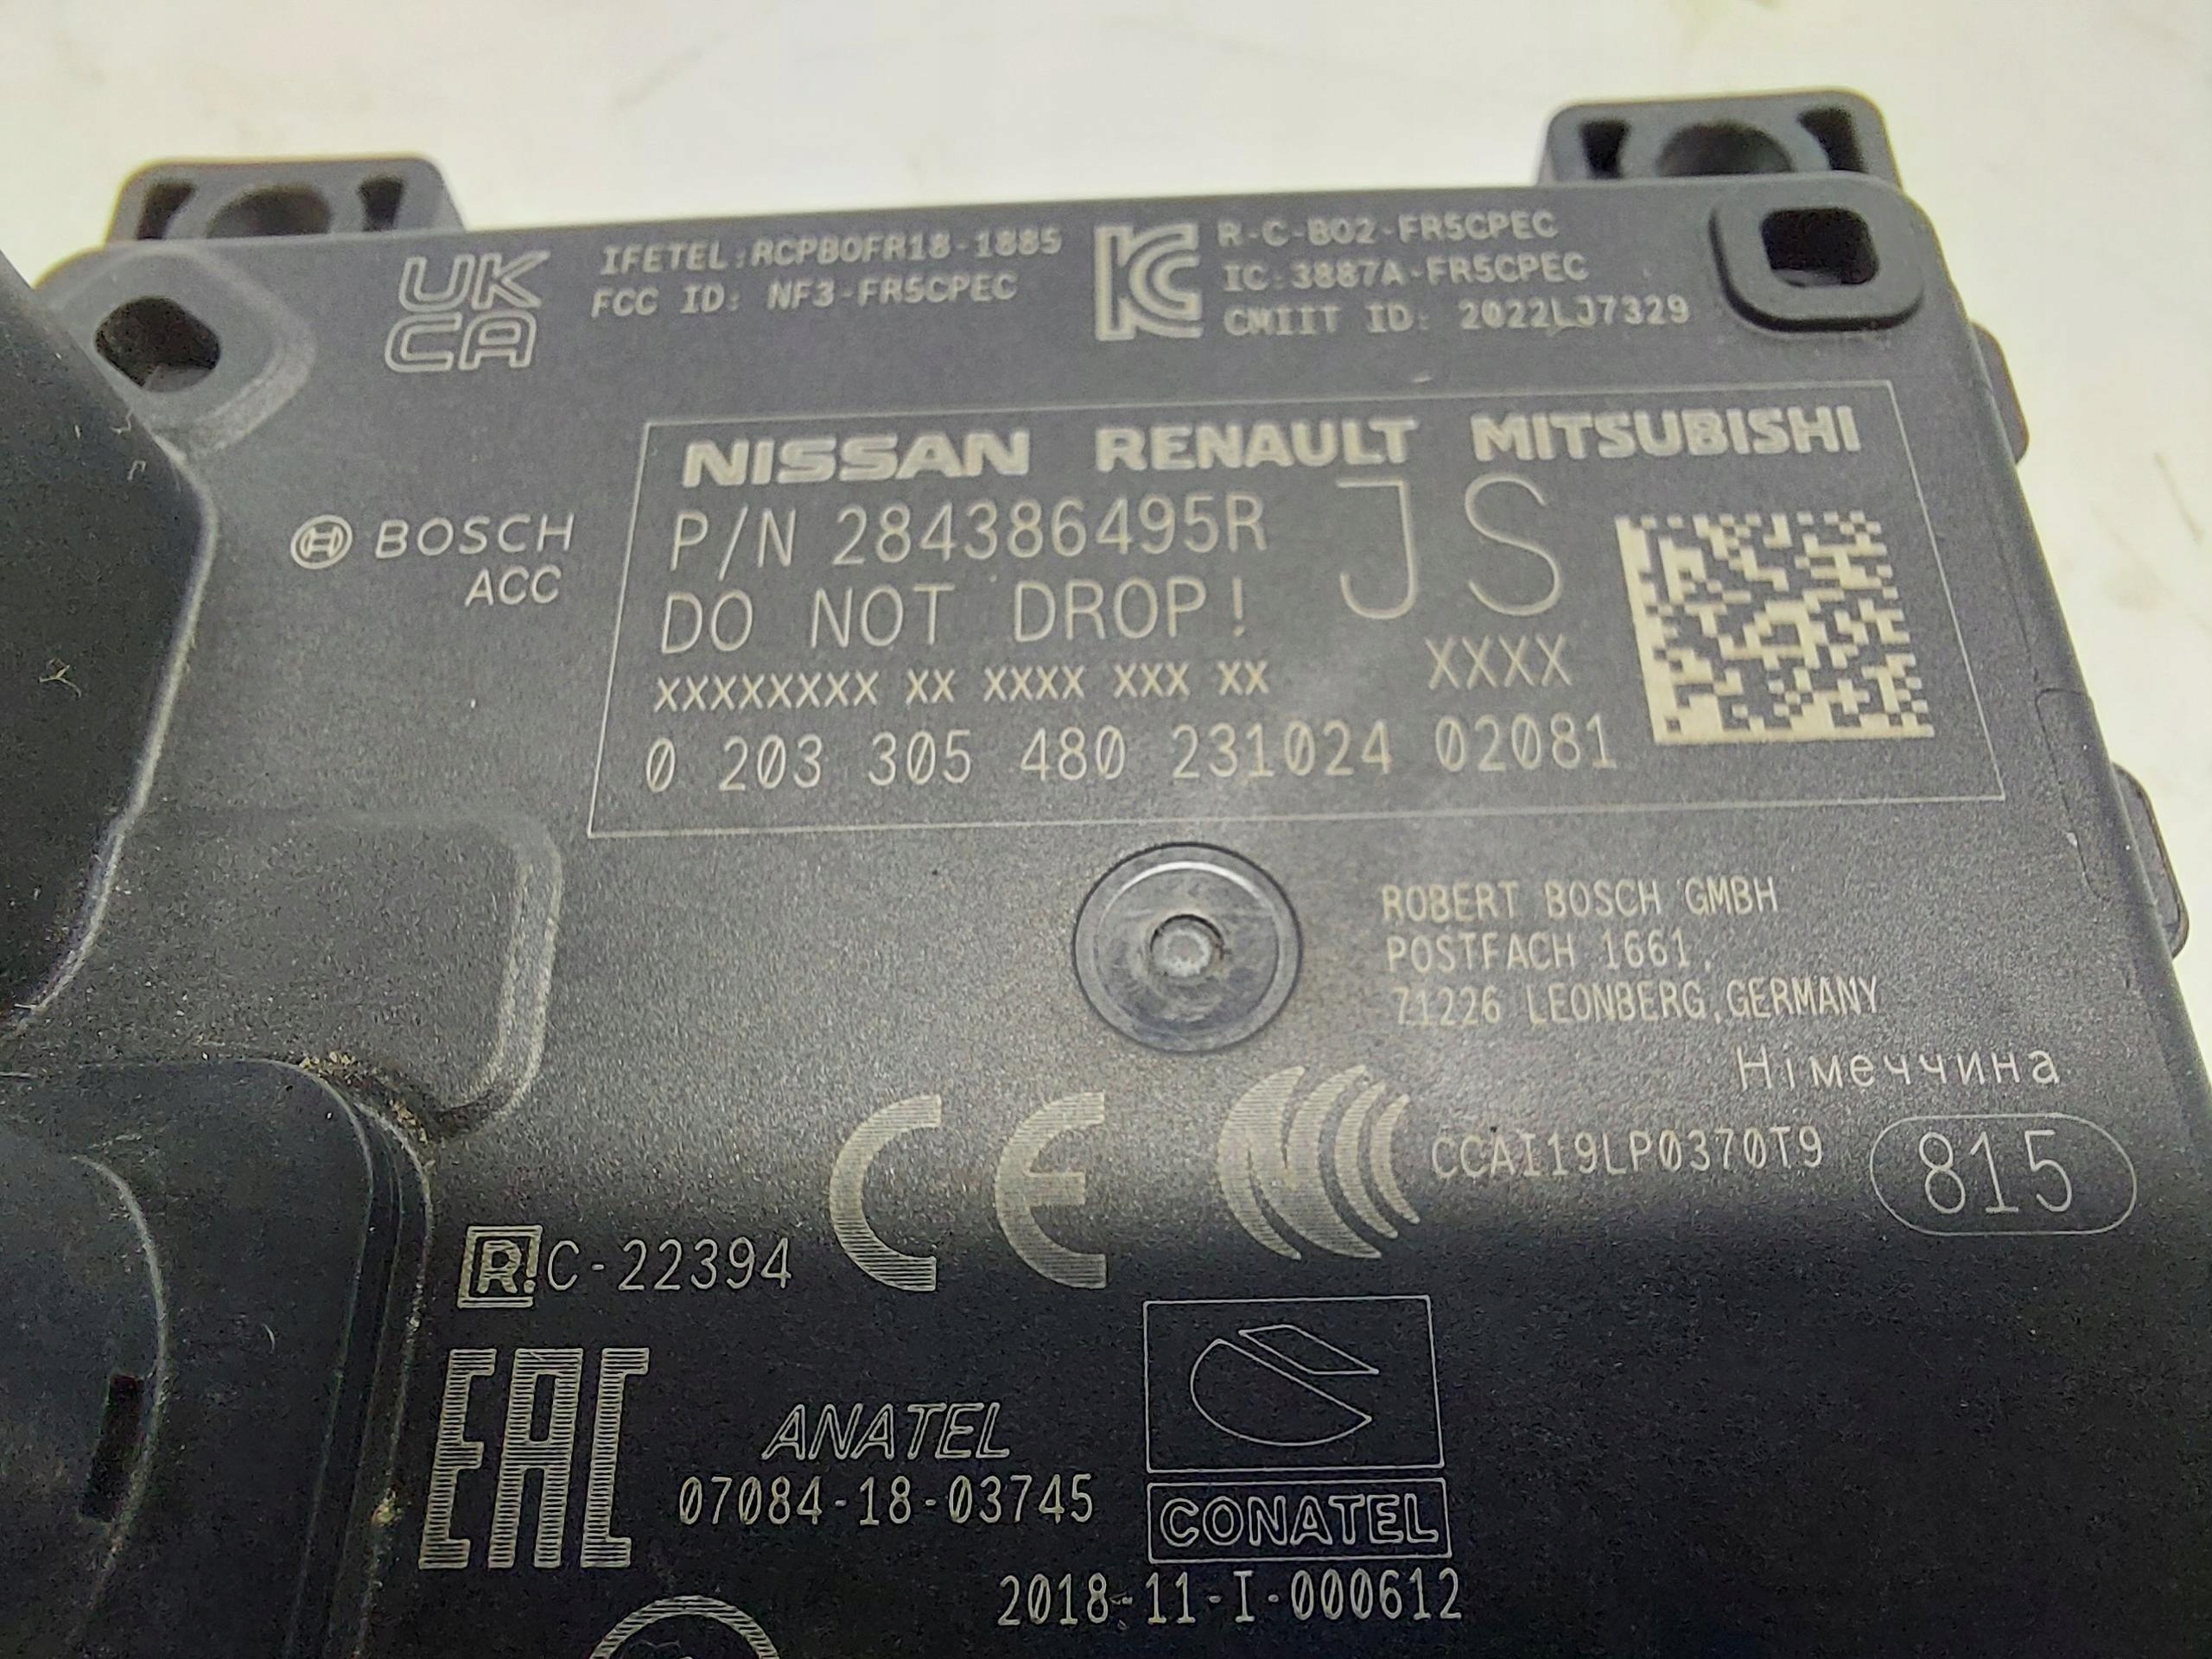 UK
CA
IFETEL:RCPBOFR18-1885
FCC ID: NF3-FR5CPEC
R-C-BO2-FR5CPEC
IC:3887A-FR5CPEC
CMIIT ID: 2022LJ7329
NISSAN RENAULT MITSUBISHI
BOSCH
ACC
P/N 284386495R JS
DO NOT DROP!
XXXXXXXX XX XXXX XXX XX XXXX
0 203 305 480 231024 02081
ROBERT BOSCH GMBH
POSTFACH 1661,
71226 LEONBERG,GERMANY
Німеччина
CE
CCAI19LP0370T9
815
R! C-22394
EAC
ANATEL
07084-18-03745
CONATEL
2018-11-I-000612